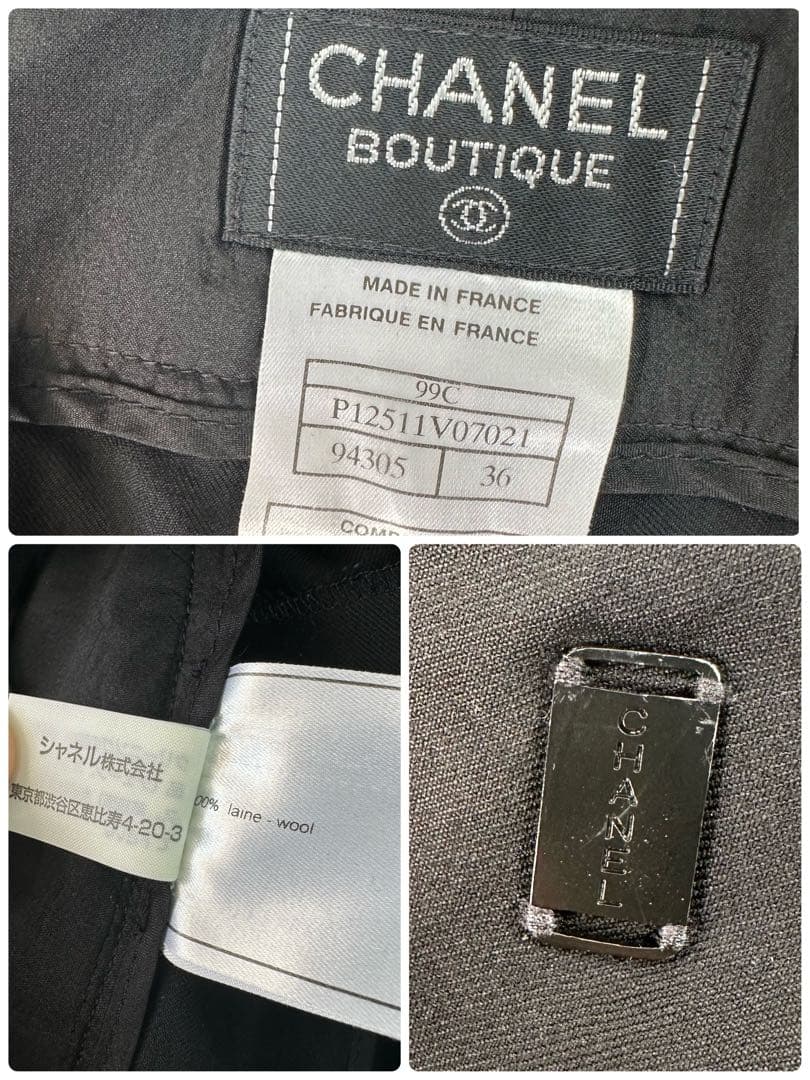 CHANEL
BOUTIQUE
MADE IN FRANCE
FABRIQUE EN FRANCE
99C
P12511V07021
94305 36
シャネル株式会社
東京都渋谷区恵比寿4-20-3
00% laine - wool
CHANEL